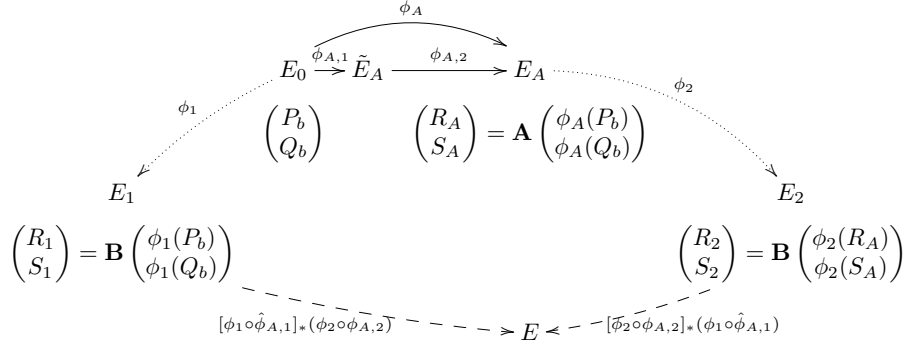 ϕ_A
E_0 ϕ_{A,1} Ẽ_A ϕ_{A,2} E_A
ϕ_1 ϕ_2
(P_b Q_b) (R_A S_A) = 𝐀 (ϕ_A(P_b) ϕ_A(Q_b))
E_1 E_2
(R_1 S_1) = 𝐁 (ϕ_1(P_b) ϕ_1(Q_b)) (R_2 S_2) = 𝐁 (ϕ_2(R_A) ϕ_2(S_A))
[ϕ_1∘ϕ̂_{A,1}]_*(ϕ_2∘ϕ_{A,2}) E [ϕ_2∘ϕ_{A,2}]_*(ϕ_1∘ϕ̂_{A,1})